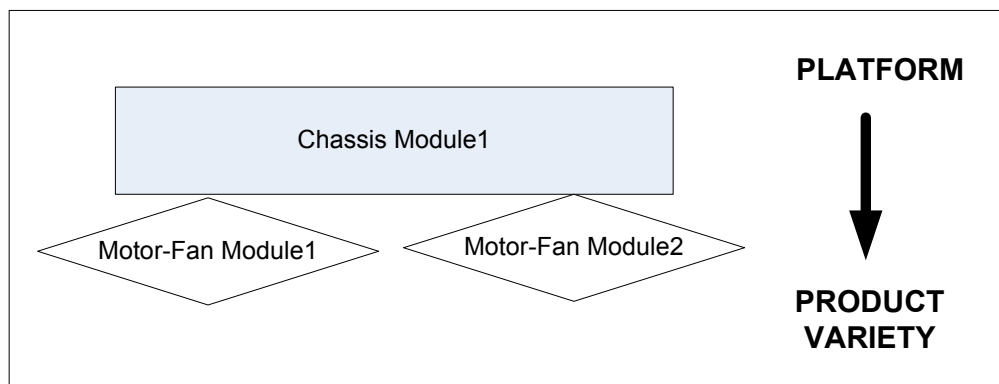 PLATFORM
Chassis Module1
Motor-Fan Module1
Motor-Fan Module2
PRODUCT
VARIETY